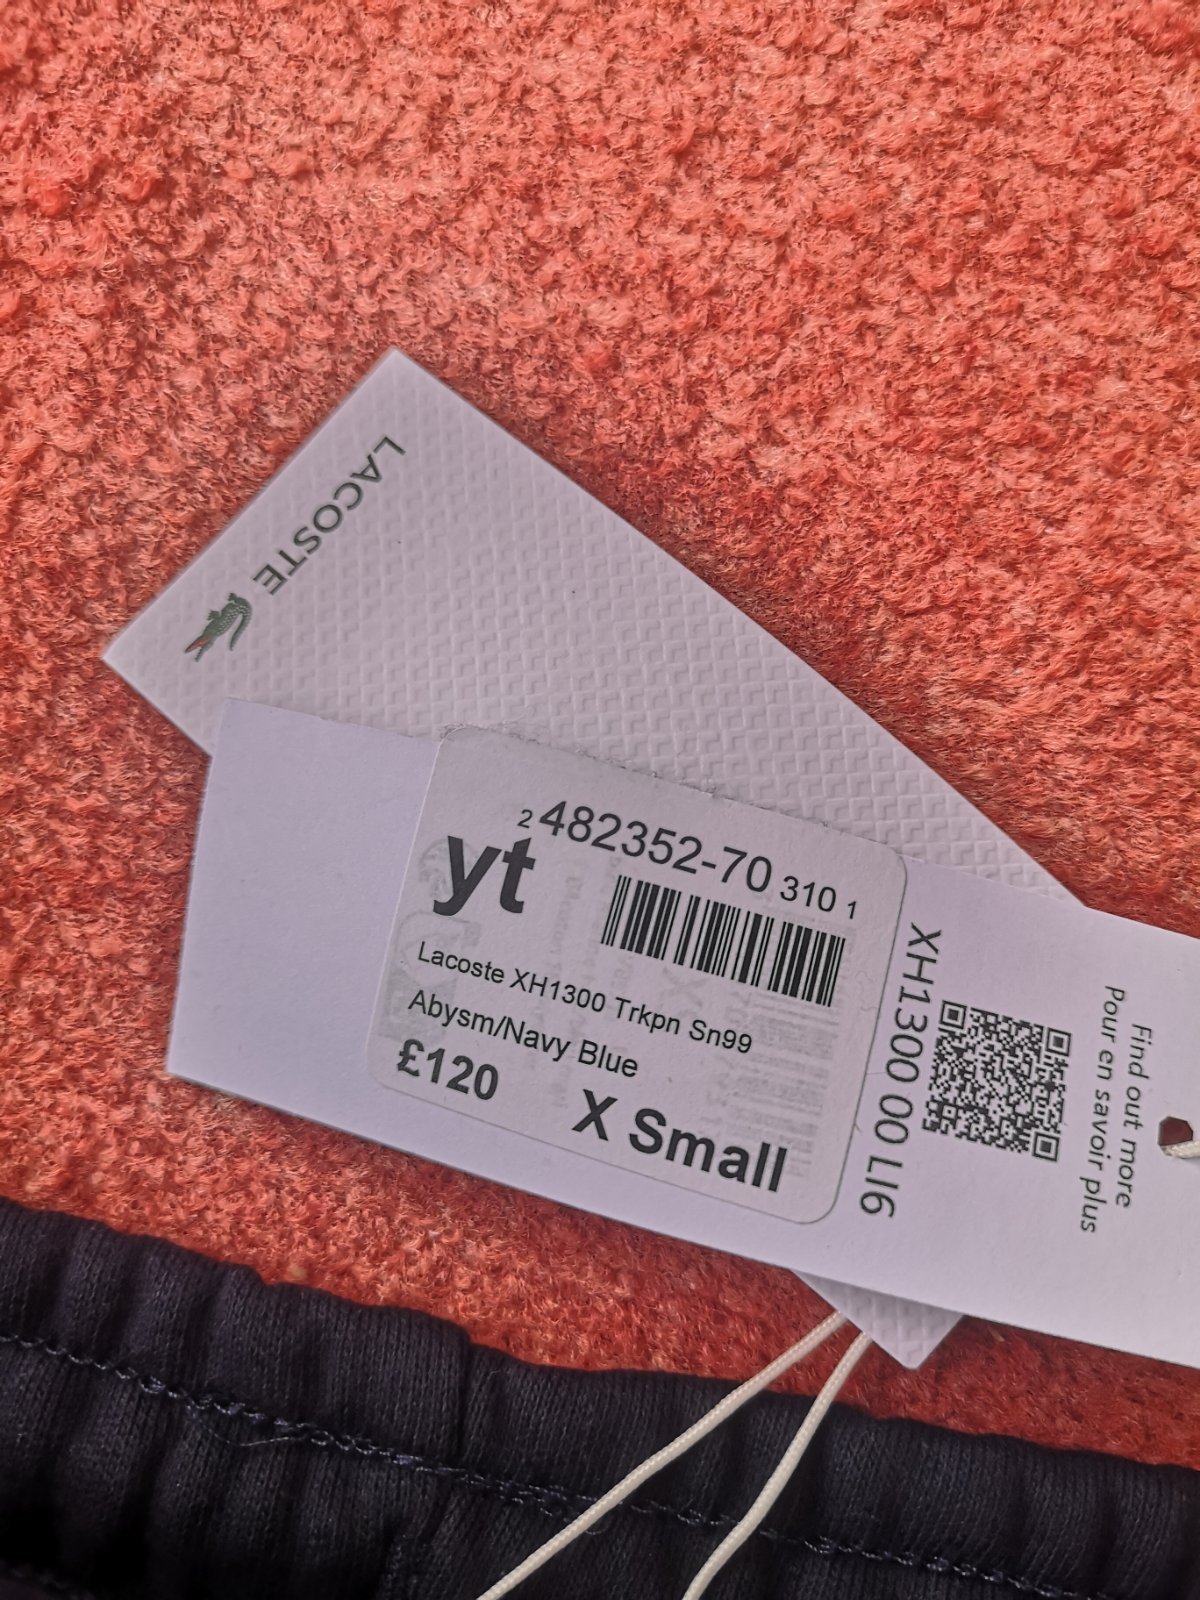 LACOSTE
2 482352-70 310 1
yt
Lacoste XH1300 Trkpn Sn99
Abysm/Navy Blue
£120
X Small
XH1300 00 LI6
Find out more
Pour en savoir plus